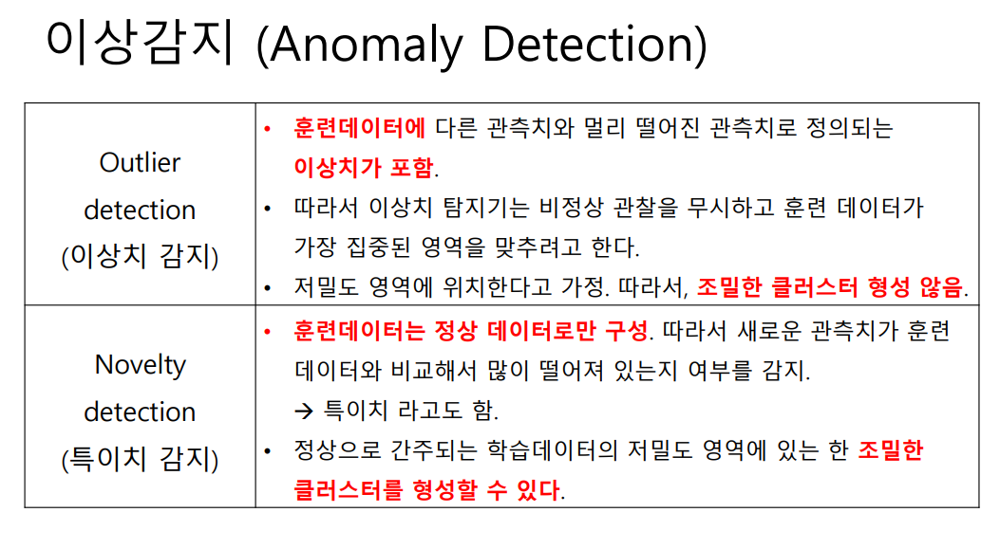 이상감지 (Anomaly Detection)
Outlier
detection
(이상치 감지)
• 훈련데이터에 다른 관측치와 멀리 떨어진 관측치로 정의되는
이상치가 포함.
• 따라서 이상치 탐지기는 비정상 관찰을 무시하고 훈련 데이터가
가장 집중된 영역을 맞추려고 한다.
• 저밀도 영역에 위치한다고 가정. 따라서, 조밀한 클러스터 형성 않음.
Novelty
detection
(특이치 감지)
• 훈련데이터는 정상 데이터로만 구성. 따라서 새로운 관측치가 훈련
데이터와 비교해서 많이 떨어져 있는지 여부를 감지.
→ 특이치 라고도 함.
• 정상으로 간주되는 학습데이터의 저밀도 영역에 있는 한 조밀한
클러스터를 형성할 수 있다.